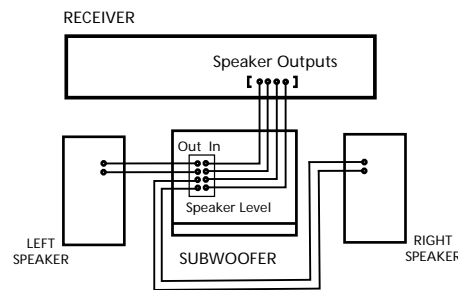 RECEIVER
Speaker Outputs
Out In
Speaker Level
LEFT
SPEAKER
SUBWOOFER
RIGHT
SPEAKER